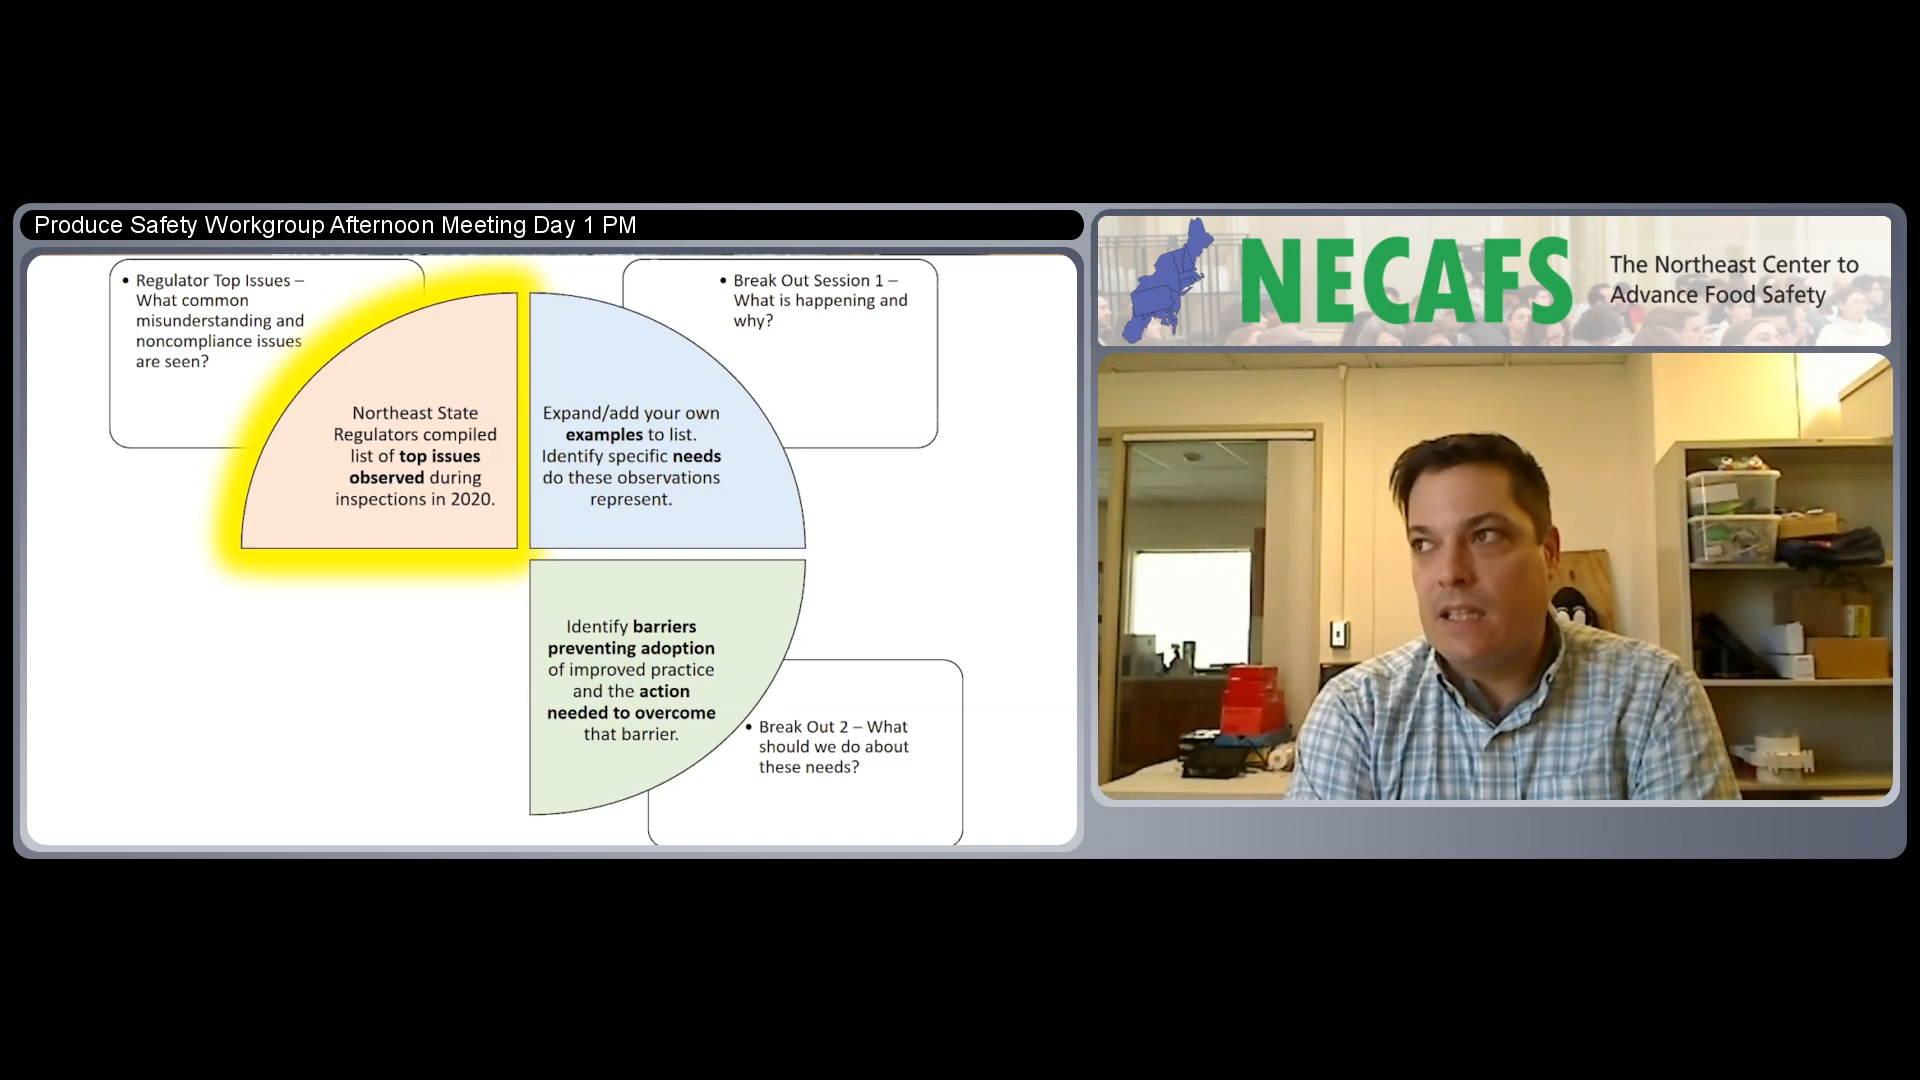 Produce Safety Workgroup Afternoon Meeting Day 1 PM
• Regulator Top Issues –
What common
misunderstanding and
noncompliance issues
are seen?
Northeast State
Regulators compiled
list of top issues
observed during
inspections in 2020.
• Break Out Session 1 –
What is happening and
why?
Expand/add your own
examples to list.
Identify specific needs
do these observations
represent.
Identify barriers
preventing adoption
of improved practice
and the action
needed to overcome
that barrier.
• Break Out 2 – What
should we do about
these needs?
NECAFS
The Northeast Center to
Advance Food Safety